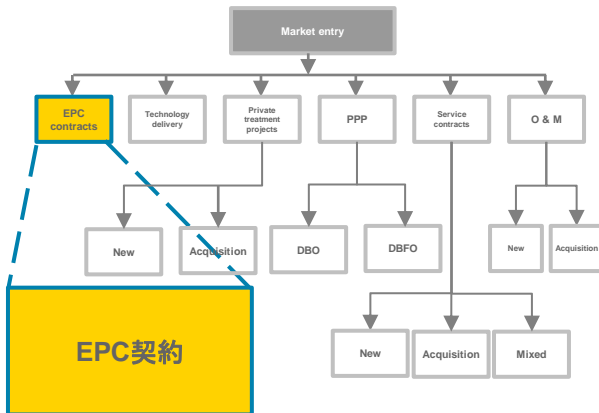 Market entry
EPC
contracts
Technology
delivery
Private
treatment
projects
PPP
Service
contracts
O & M
New
Acquisition
DBO
DBFO
New
Acquisition
EPC契約
New
Acquisition
Mixed